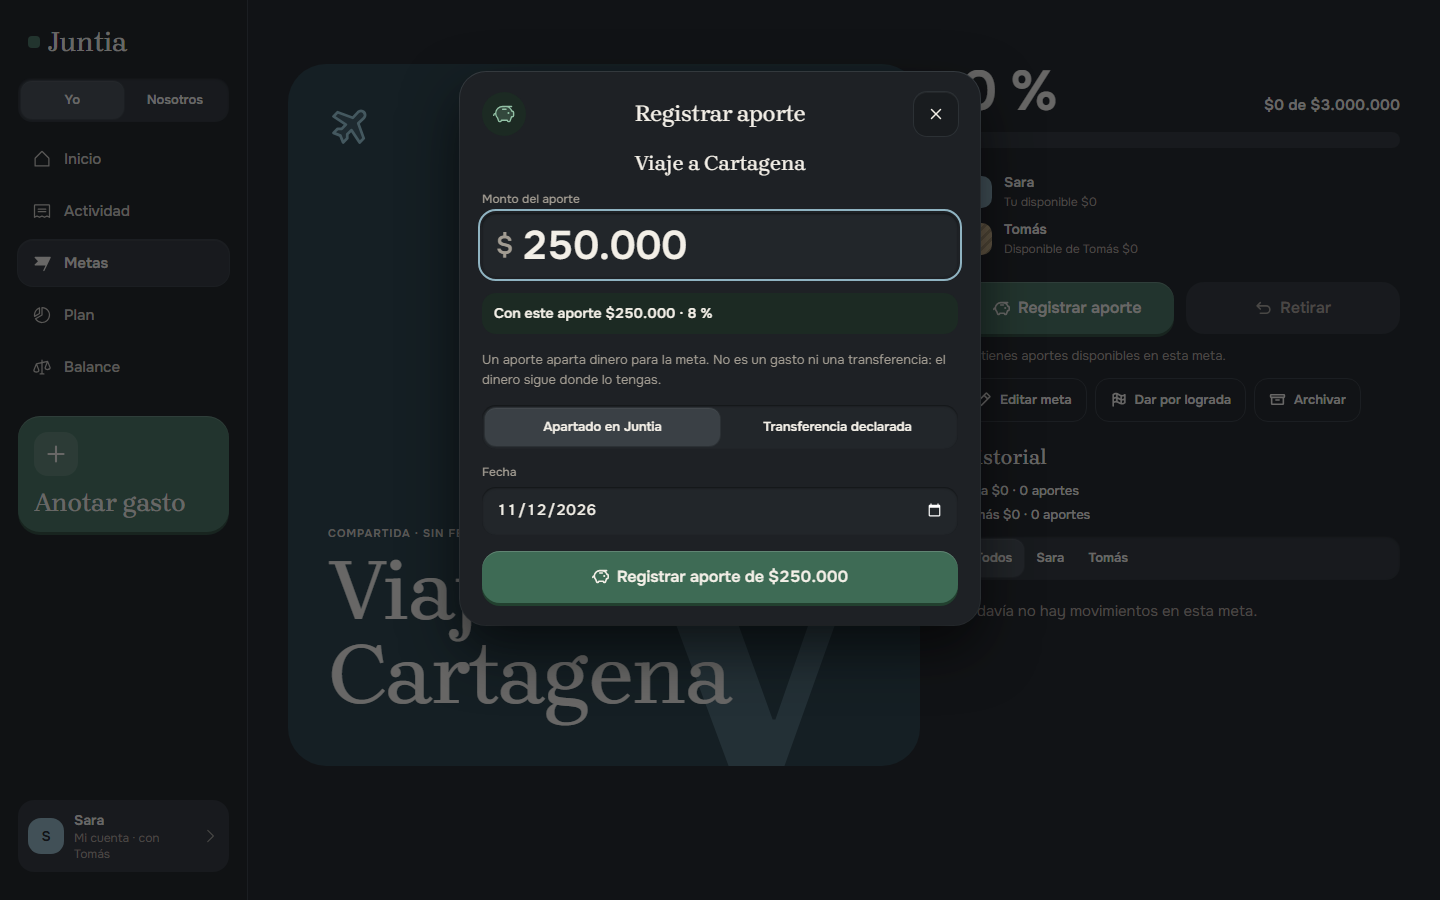 Juntia
Yo
Nosotros
Inicio
Actividad
Metas
Plan
Balance
Anotar gasto
Sara
Mi cuenta · con
Tomás
S
COMPARTIDA · SIN
Cartagena
V
Registrar aporte
Viaje a Cartagena
Monto del aporte
$ 250.000
Con este aporte $250.000 · 8 %
Un aporte aparta dinero para la meta. No es un gasto ni una transferencia: el
dinero sigue donde lo tengas.
Apartado en Juntia
Transferencia declarada
Fecha
11/12/2026
Registrar aporte de $250.000
0 %
$0 de $3.000.000
Sara
Tu disponible $0
Tomás
Disponible de Tomás $0
Registrar aporte
Retirar
tienes aportes disponibles en esta meta.
Editar meta
Dar por lograda
Archivar
$0 · 0 aportes
$0 · 0 aportes
Sara
Tomás
no hay movimientos en esta meta.